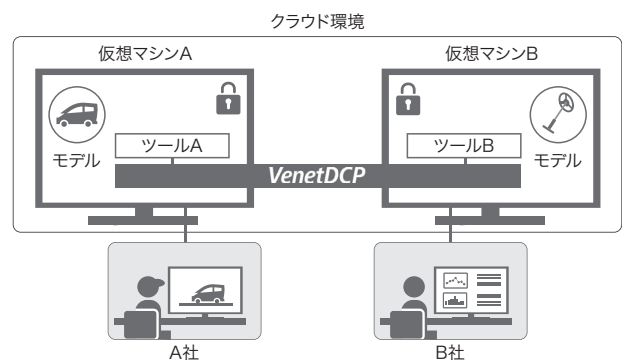 クラウド環境
仮想マシンA
仮想マシンB
モデル
ツールA
ツールB
モデル
VenetDCP
A社
B社